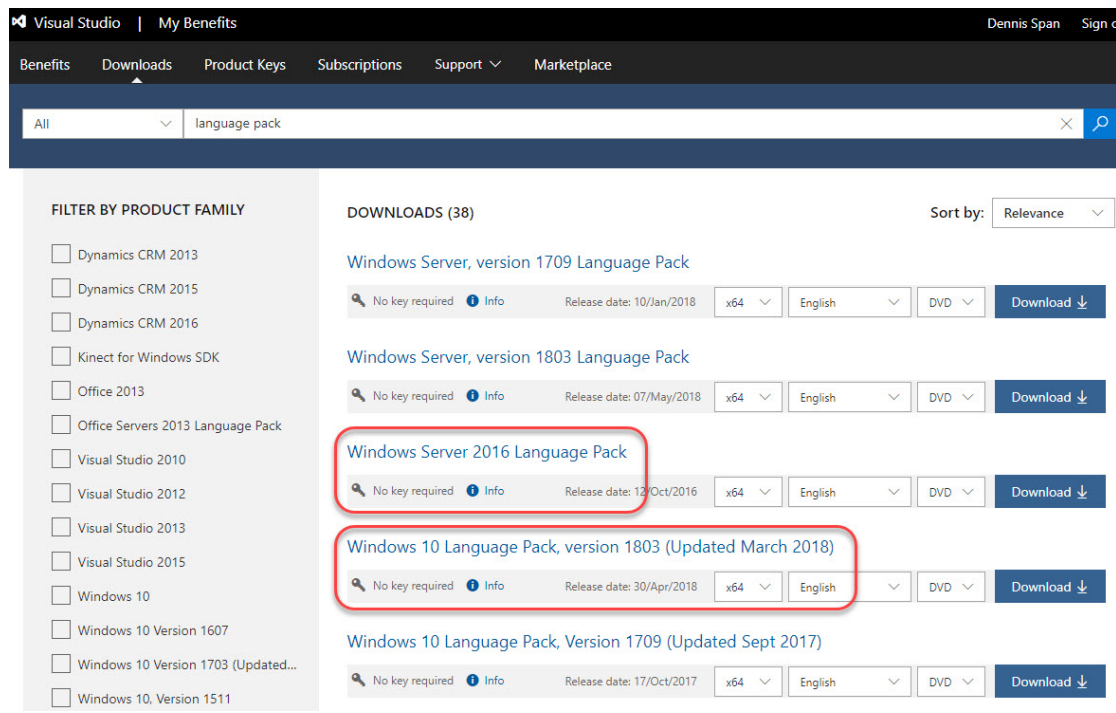 Visual Studio | My Benefits Dennis Span Sign
Benefits Downloads Product Keys Subscriptions Support Marketplace
All language pack
FILTER BY PRODUCT FAMILY
Dynamics CRM 2013
Dynamics CRM 2015
Dynamics CRM 2016
Kinect for Windows SDK
Office 2013
Office Servers 2013 Language Pack
Visual Studio 2010
Visual Studio 2012
Visual Studio 2013
Visual Studio 2015
Windows 10
Windows 10 Version 1607
Windows 10 Version 1703 (Updated...
Windows 10, Version 1511
DOWNLOADS (38) Sort by: Relevance
Windows Server, version 1709 Language Pack
No key required Info Release date: 10/Jan/2018 x64 English DVD Download
Windows Server, version 1803 Language Pack
No key required Info Release date: 07/May/2018 x64 English DVD Download
Windows Server 2016 Language Pack
No key required Info Release date: 12/Oct/2016 x64 English DVD Download
Windows 10 Language Pack, version 1803 (Updated March 2018)
No key required Info Release date: 30/Apr/2018 x64 English DVD Download
Windows 10 Language Pack, Version 1709 (Updated Sept 2017)
No key required Info Release date: 17/Oct/2017 x64 English DVD Download